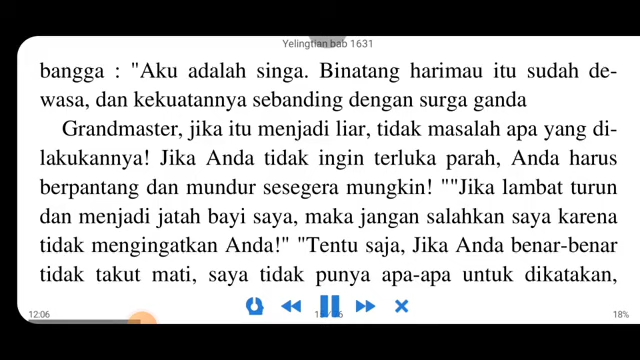 Yelingtian bab 1631
bangga : "Aku adalah singa. Binatang harimau itu sudah de-
wasa, dan kekuatannya sebanding dengan surga ganda
Grandmaster, jika itu menjadi liar, tidak masalah apa yang di-
lakukannya! Jika Anda tidak ingin terluka parah, Anda harus
berpantang dan mundur sesegera mungkin! ""Jika lambat turun
dan menjadi jatah bayi saya, maka jangan salahkan saya karena
tidak mengingatkan Anda!" "Tentu saja, Jika Anda benar-benar
tidak takut mati, saya tidak punya apa-apa untuk dikatakan,
12:06
18%